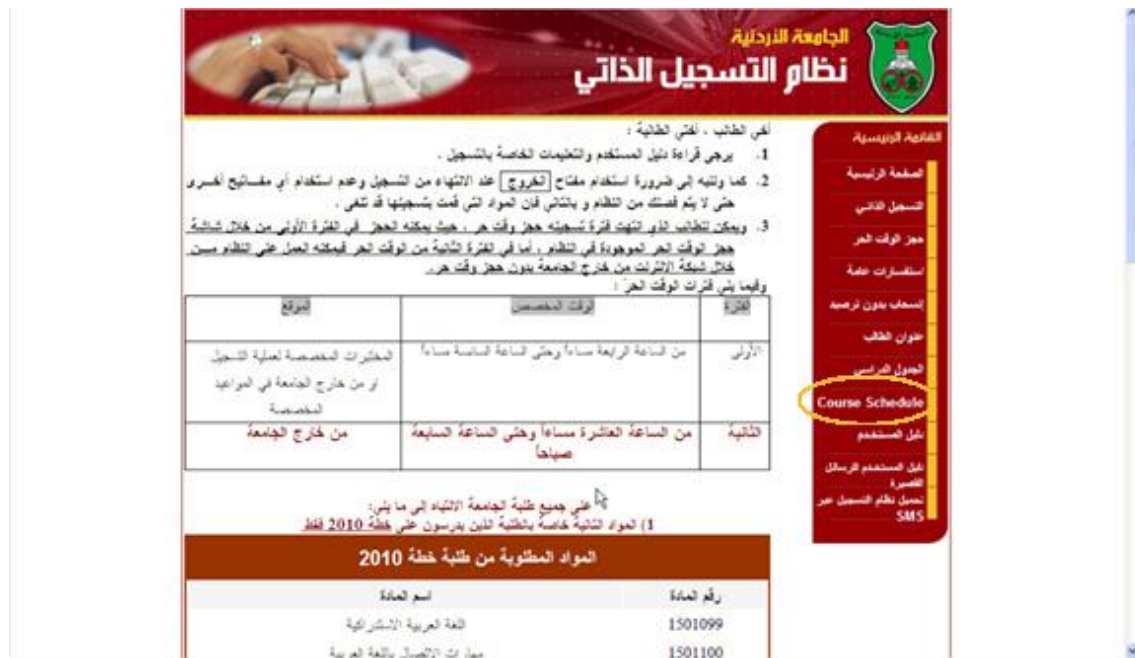 الجامعة الأردنية
نظام التسجيل الذاتي
القائمة الرئيسية
الصفحة الرئيسية
التسجيل الذاتي
حجز الوقت الحر
استفسارات عامة
إنسحاب بدون ترصيد
عنوان الطالب
الجدول الدراسي
Course Schedule
دليل المستخدم
دليل المستخدم للرسائل
القصيرة
تحميل نظام التسجيل عبر
SMS
أخي الطالب ، أختي الطالبة :
1. يرجى قراءة دليل المستخدم والتعليمات الخاصة بالتسجيل .
2. كما وننبه إلى ضرورة استخدام مفتاح الخروج عند الانتهاء من التسجيل وعدم استخدام أي مفاتيح أخرى
حتى لا يتم فصلك من النظام و بالتالي فان المواد التي قمت بتسجيلها قد تلغى .
3. ويمكن للطالب الذي انتهت فترة تسجيله حجز وقت حر ، حيث يمكنه الحجز في الفترة الأولى من خلال شاشة
حجز الوقت الحر الموجودة في النظام ، أما في الفترة الثانية من الوقت الحر فيمكنه العمل على النظام من
خلال شبكة الانترنت من خارج الجامعة بدون حجز وقت حر .
وفيما يلي فترات الوقت الحر :
الفترة الوقت المخصص الموقع
الأولى من الساعة الرابعة مساءاً وحتى الساعة السادسة مساءاً المختبرات المخصصة لعملية التسجيل
او من خارج الجامعة في المواعيد
المخصصة
الثانية من الساعة العاشرة مساءاً وحتى الساعة السابعة من خارج الجامعة
صباحاً
على جميع طلبة الجامعة الانتباه إلى ما يلي:
1) المواد التالية خاصة بالطلبة الذين يدرسون على خطة 2010 فقط
المواد المطلوبة من طلبة خطة 2010
رقم المادة اسم المادة
1501099 اللغة العربية الاستدراكية
1501100 مهارات الاتصال باللغة العربية